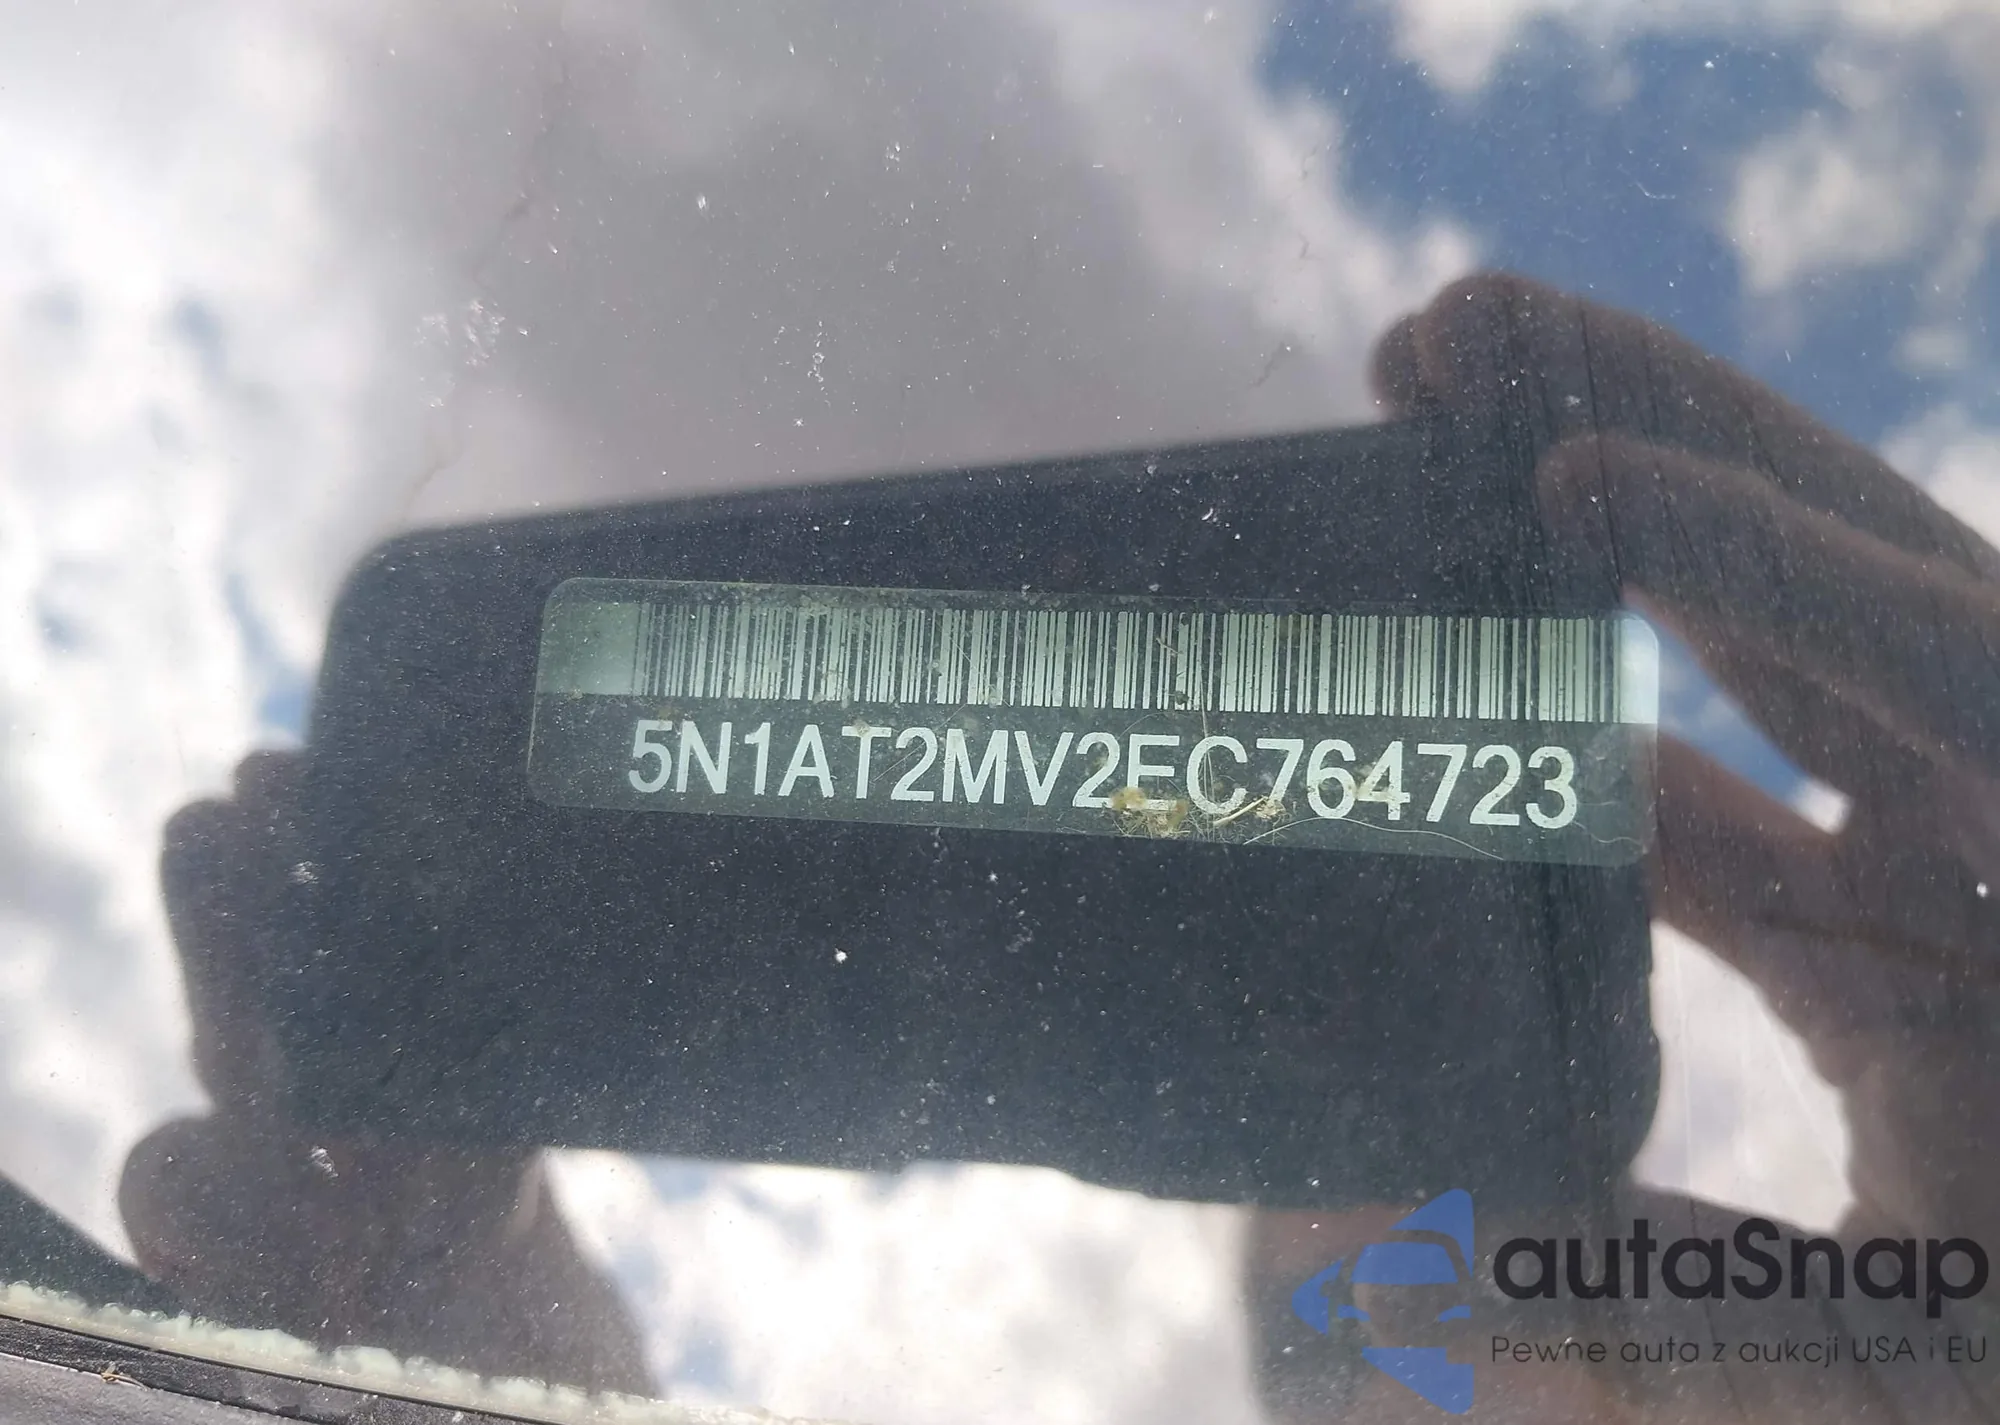 5N1AT2MV2EC764723
autaSnap
Pewne auta z aukcji USA i EU